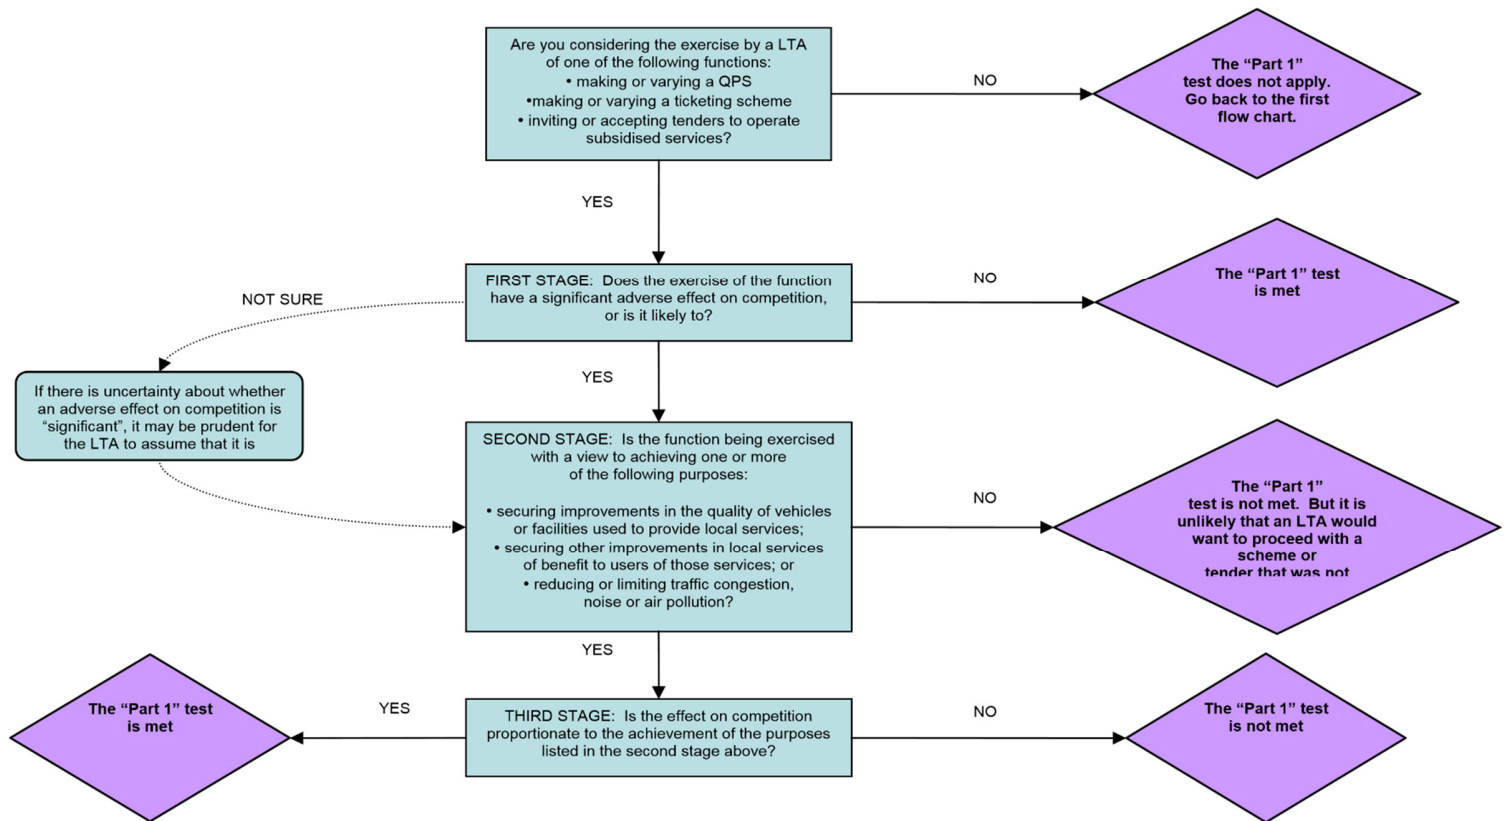 Are you considering the exercise by a LTA
of one of the following functions:
• making or varying a QPS
•making or varying a ticketing scheme
• inviting or accepting tenders to operate
subsidised services?
NO
The “Part 1”
test does not apply.
Go back to the first
flow chart.
YES
FIRST STAGE: Does the exercise of the function
have a significant adverse effect on competition,
or is it likely to?
NO
The “Part 1” test
is met
NOT SURE
If there is uncertainty about whether
an adverse effect on competition is
“significant”, it may be prudent for
the LTA to assume that it is
YES
SECOND STAGE: Is the function being exercised
with a view to achieving one or more
of the following purposes:
• securing improvements in the quality of vehicles
or facilities used to provide local services;
• securing other improvements in local services
of benefit to users of those services; or
• reducing or limiting traffic congestion,
noise or air pollution?
NO
The “Part 1”
test is not met. But it is
unlikely that an LTA would
want to proceed with a
scheme or
tender that was not
YES
THIRD STAGE: Is the effect on competition
proportionate to the achievement of the purposes
listed in the second stage above?
YES
The “Part 1” test
is met
NO
The “Part 1” test
is not met